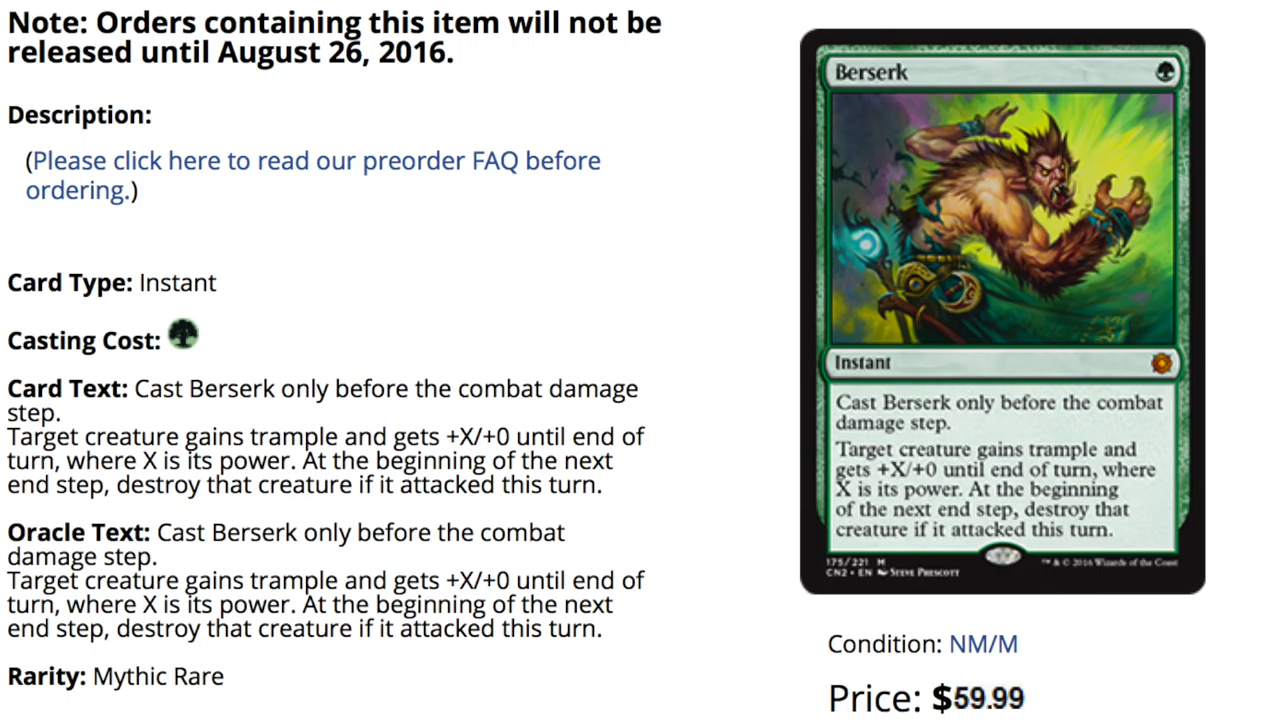 Note: Orders containing this item will not be
released until August 26, 2016.
Description:
(Please click here to read our preorder FAQ before
ordering.)
Card Type: Instant
Casting Cost:
Card Text: Cast Berserk only before the combat damage
step.
Target creature gains trample and gets +X/+0 until end of
turn, where X is its power. At the beginning of the next
end step, destroy that creature if it attacked this turn.
Oracle Text: Cast Berserk only before the combat
damage step.
Target creature gains trample and gets +X/+0 until end of
turn, where X is its power. At the beginning of the next
end step, destroy that creature if it attacked this turn.
Rarity: Mythic Rare
Berserk
Instant
Cast Berserk only before the combat
damage step.
Target creature gains trample and
gets +X/+0 until end of turn, where
X is its power. At the beginning
of the next end step, destroy that
creature if it attacked this turn.
175/221 M
CN2 • EN Steve Prescott
™ & © 2016 Wizards of the Coast
Condition: NM/M
Price: $59.99